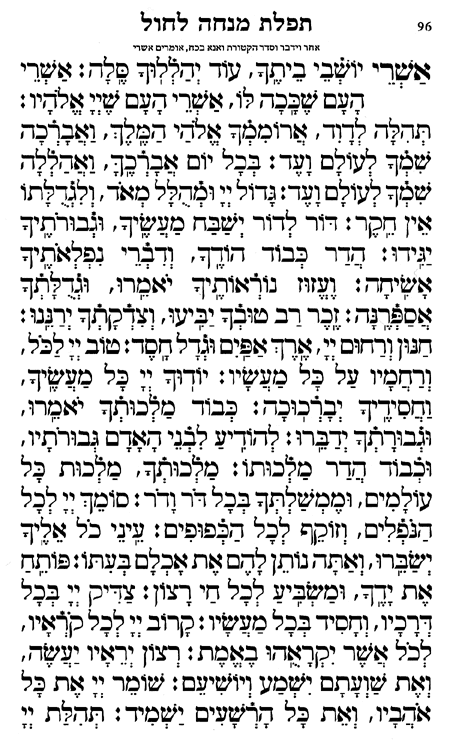 96
תפלת מנחה לחול
אחר וידבר וסדר הקטורת ואנא בכח, אומרים אשרי
אַשְׁרֵי יוֹשְׁבֵי בֵיתֶךָ, עוֹד יְהַלְלוּךָ סֶּלָה: אַשְׁרֵי
הָעָם שֶׁכָּכָה לּוֹ, אַשְׁרֵי הָעָם שֶׁיְיָ אֱלֹהָיו:
תְּהִלָּה לְדָוִד, אֲרוֹמִמְךָ אֱלֹהַי הַמֶּלֶךְ, וַאֲבָרְכָה
שִׁמְךָ לְעוֹלָם וָעֶד: בְּכָל יוֹם אֲבָרְכֶךָּ, וַאֲהַלְלָה
שִׁמְךָ לְעוֹלָם וָעֶד: גָּדוֹל יְיָ וּמְהֻלָּל מְאֹד, וְלִגְדֻלָּתוֹ
אֵין חֵקֶר: דּוֹר לְדוֹר יְשַׁבַּח מַעֲשֶׂיךָ, וּגְבוּרֹתֶיךָ
יַגִּידוּ: הֲדַר כְּבוֹד הוֹדֶךָ, וְדִבְרֵי נִפְלְאֹתֶיךָ
אָשִׂיחָה: וֶעֱזוּז נוֹרְאוֹתֶיךָ יֹאמֵרוּ, וּגְדֻלָּתְךָ
אֲסַפְּרֶנָּה: זֵכֶר רַב טוּבְךָ יַבִּיעוּ, וְצִדְקָתְךָ יְרַנֵּנוּ:
חַנּוּן וְרַחוּם יְיָ, אֶרֶךְ אַפַּיִם וּגְדָל חָסֶד: טוֹב יְיָ לַכֹּל,
וְרַחֲמָיו עַל כָּל מַעֲשָׂיו: יוֹדוּךָ יְיָ כָּל מַעֲשֶׂיךָ,
וַחֲסִידֶיךָ יְבָרְכוּכָה: כְּבוֹד מַלְכוּתְךָ יֹאמֵרוּ,
וּגְבוּרָתְךָ יְדַבֵּרוּ: לְהוֹדִיעַ לִבְנֵי הָאָדָם גְּבוּרֹתָיו,
וּכְבוֹד הֲדַר מַלְכוּתוֹ: מַלְכוּתְךָ, מַלְכוּת כָּל
עוֹלָמִים, וּמֶמְשַׁלְתְּךָ בְּכָל דֹּר וָדֹר: סוֹמֵךְ יְיָ לְכָל
הַנֹּפְלִים, וְזוֹקֵף לְכָל הַכְּפוּפִים: עֵינֵי כֹל אֵלֶיךָ
יְשַׂבֵּרוּ, וְאַתָּה נוֹתֵן לָהֶם אֶת אָכְלָם בְּעִתּוֹ: פּוֹתֵחַ
אֶת יָדֶךָ, וּמַשְׂבִּיעַ לְכָל חַי רָצוֹן: צַדִּיק יְיָ בְּכָל
דְּרָכָיו, וְחָסִיד בְּכָל מַעֲשָׂיו: קָרוֹב יְיָ לְכָל קֹרְאָיו,
לְכֹל אֲשֶׁר יִקְרָאֻהוּ בֶאֱמֶת: רְצוֹן יְרֵאָיו יַעֲשֶׂה,
וְאֶת שַׁוְעָתָם יִשְׁמַע וְיוֹשִׁיעֵם: שׁוֹמֵר יְיָ אֶת כָּל
אֹהֲבָיו, וְאֵת כָּל הָרְשָׁעִים יַשְׁמִיד: תְּהִלַּת יְיָ